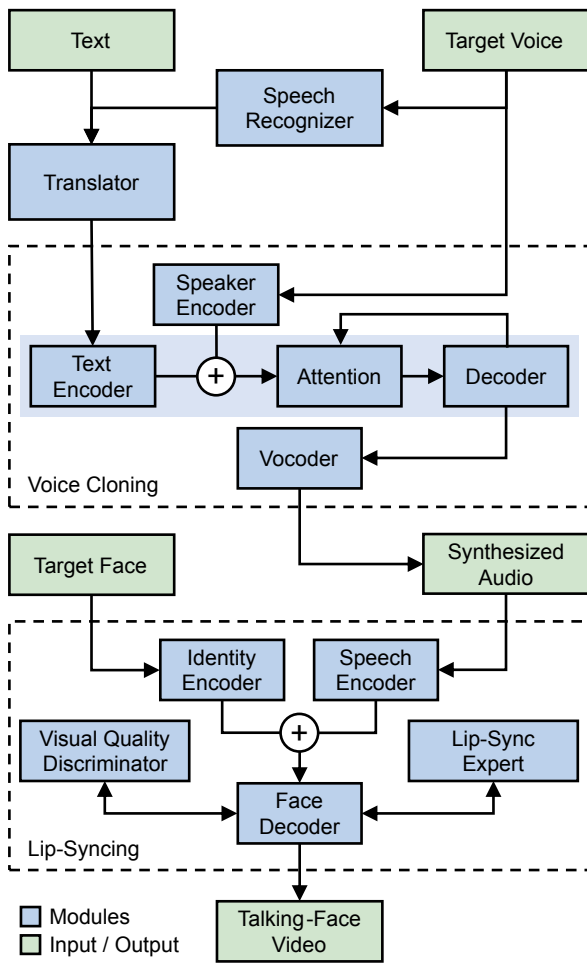 Text
Target Voice
Speech
Recognizer
Translator
Speaker
Encoder
Text
Encoder
+
Attention
Decoder
Vocoder
Voice Cloning
Target Face
Synthesized
Audio
Identity
Encoder
Speech
Encoder
+
Visual Quality
Discriminator
Lip-Sync
Expert
Face
Decoder
Lip-Syncing
Modules
Input / Output
Talking-Face
Video